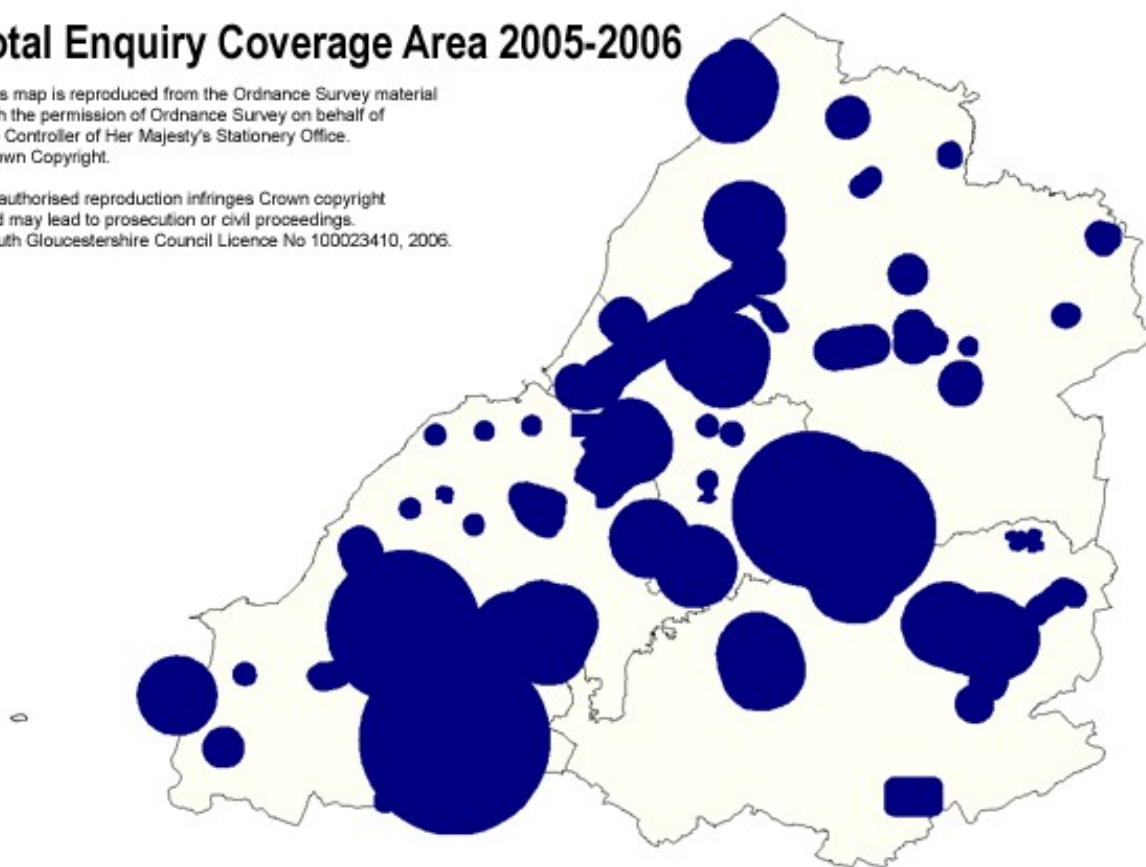 otal Enquiry Coverage Area 2005-2006
s map is reproduced from the Ordnance Survey material
h the permission of Ordnance Survey on behalf of
Controller of Her Majesty's Stationery Office.
own Copyright.
authorised reproduction infringes Crown copyright
d may lead to prosecution or civil proceedings.
uth Gloucestershire Council Licence No 100023410, 2006.